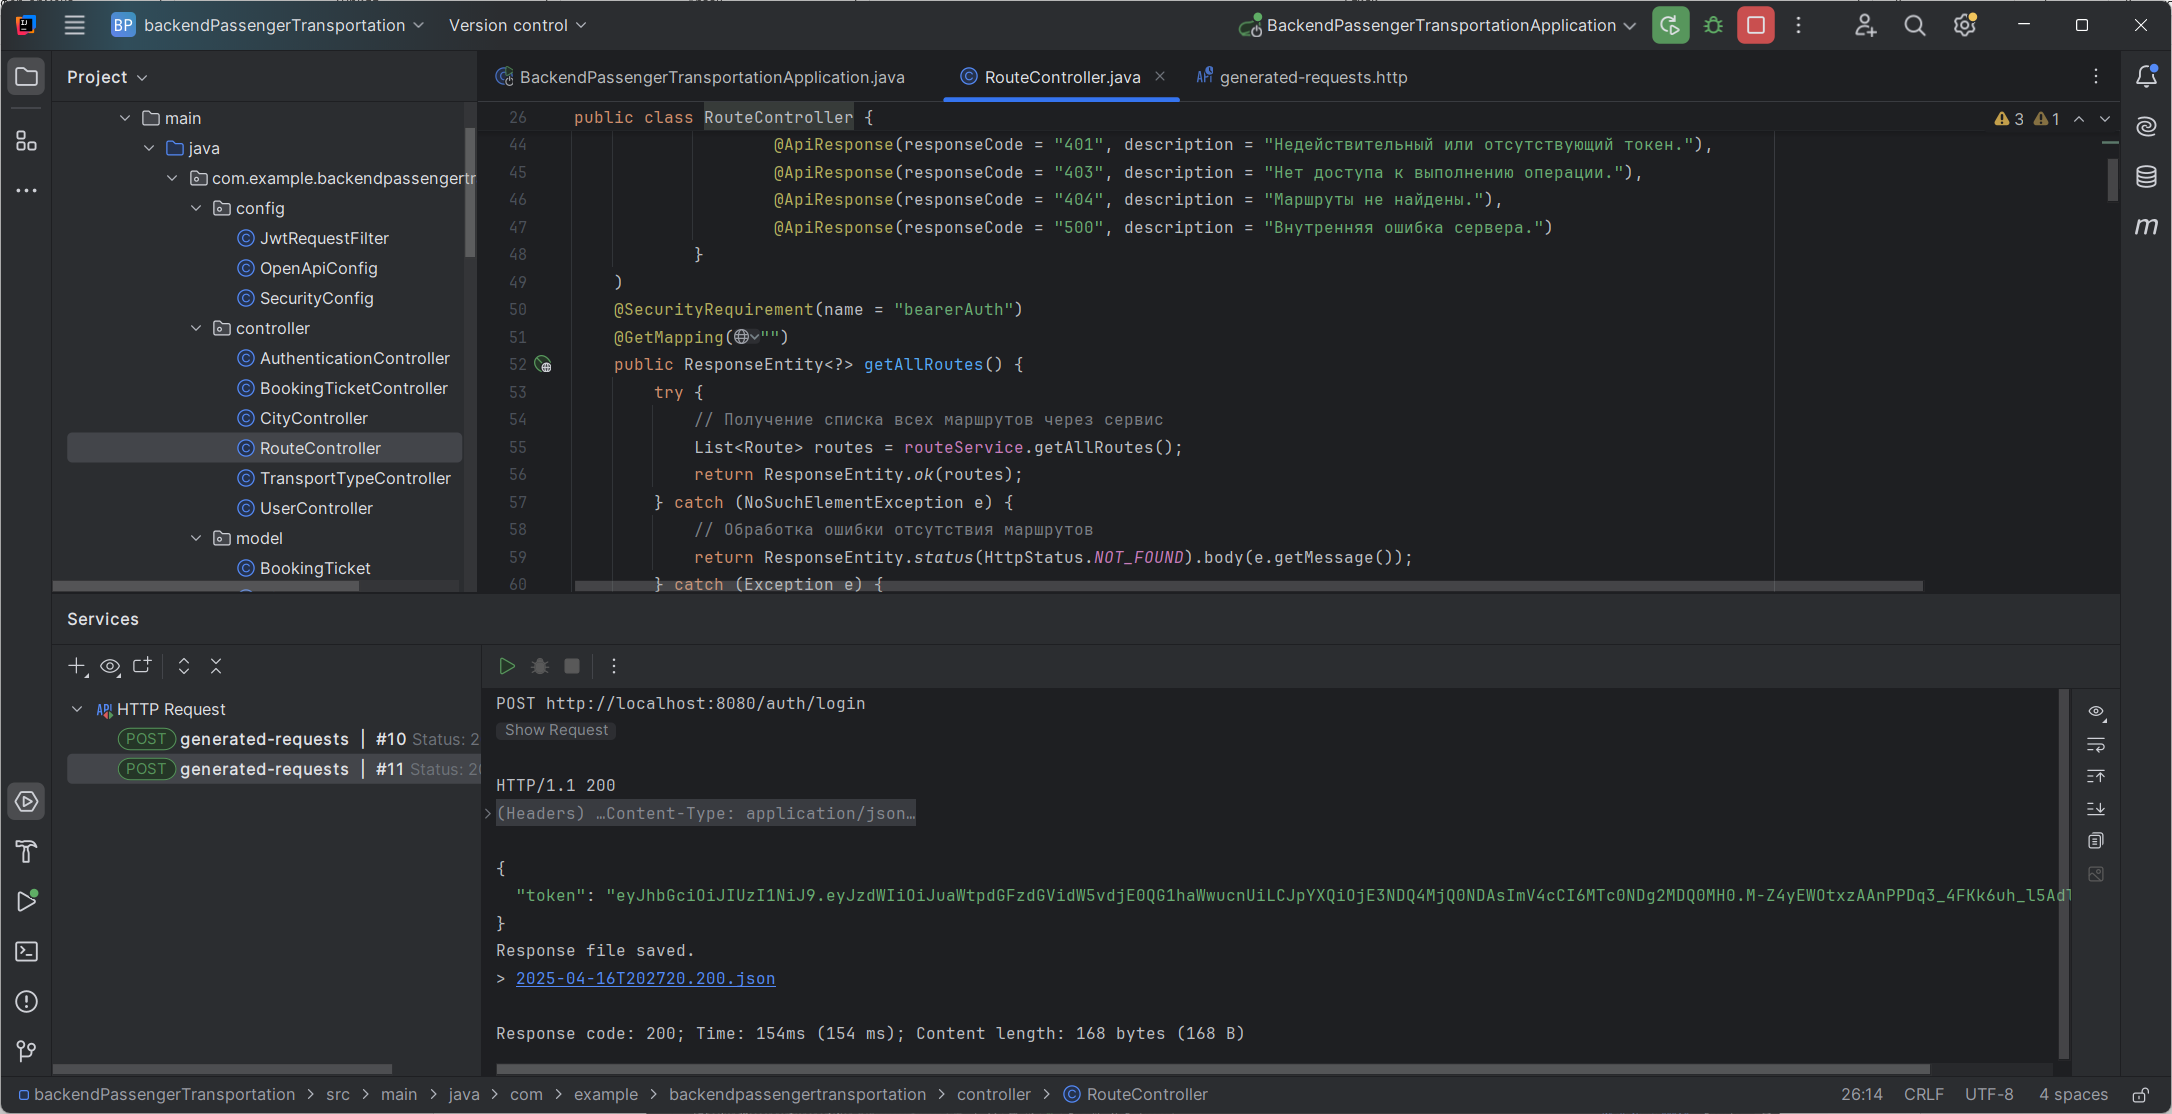 BP backendPassengerTransportation Version control BackendPassengerTransportationApplication
Project BackendPassengerTransportationApplication.java RouteController.java generated-requests.http
main
java
com.example.backendpassengertr
config
JwtRequestFilter
OpenApiConfig
SecurityConfig
controller
AuthenticationController
BookingTicketController
CityController
RouteController
TransportTypeController
UserController
model
BookingTicket
26 public class RouteController { 3 1
44 @ApiResponse(responseCode = "401", description = "Недействительный или отсутствующий токен."),
45 @ApiResponse(responseCode = "403", description = "Нет доступа к выполнению операции."),
46 @ApiResponse(responseCode = "404", description = "Маршруты не найдены."),
47 @ApiResponse(responseCode = "500", description = "Внутренняя ошибка сервера.")
48 }
49 )
50 @SecurityRequirement(name = "bearerAuth")
51 @GetMapping("")
52 public ResponseEntity<?> getAllRoutes() {
53 try {
54 // Получение списка всех маршрутов через сервис
55 List<Route> routes = routeService.getAllRoutes();
56 return ResponseEntity.ok(routes);
57 } catch (NoSuchElementException e) {
58 // Обработка ошибки отсутствия маршрутов
59 return ResponseEntity.status(HttpStatus.NOT_FOUND).body(e.getMessage());
60 } catch (Exception e) {
Services
HTTP Request
POST generated-requests | #10 Status: 2
POST generated-requests | #11 Status: 20
POST http://localhost:8080/auth/login
Show Request
HTTP/1.1 200
(Headers) …Content-Type: application/json…
{
"token": "eyJhbGciOiJIUzI1NiJ9.eyJzdWIiOiJuaWtpdGFzdGVidW5vdjE0QG1haWwucnUiLCJpYXQiOjE3NDQ4MjQ0NDAsImV4cCI6MTc0NDg2MDQ0MH0.M-Z4yEWOtxzAAnPPDq3_4FKk6uh_l5Ad
}
Response file saved.
> 2025-04-16T202720.200.json
Response code: 200; Time: 154ms (154 ms); Content length: 168 bytes (168 B)
backendPassengerTransportation > src > main > java > com > example > backendpassengertransportation > controller > RouteController 26:14 CRLF UTF-8 4 spaces